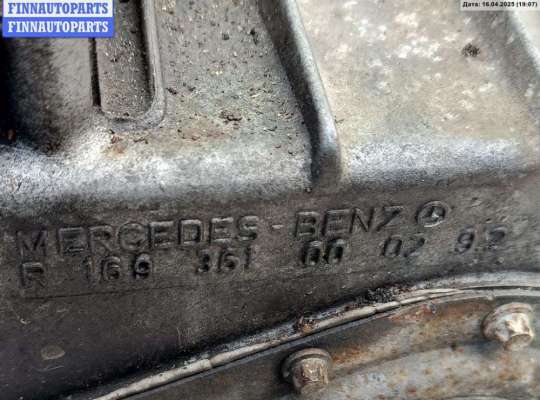 FINNAUTOPARTS
FINNAUTOPARTS
Дата: 16.04.2025 (19:07)
MERCEDES-BENZ
R 169 361 00 02 92